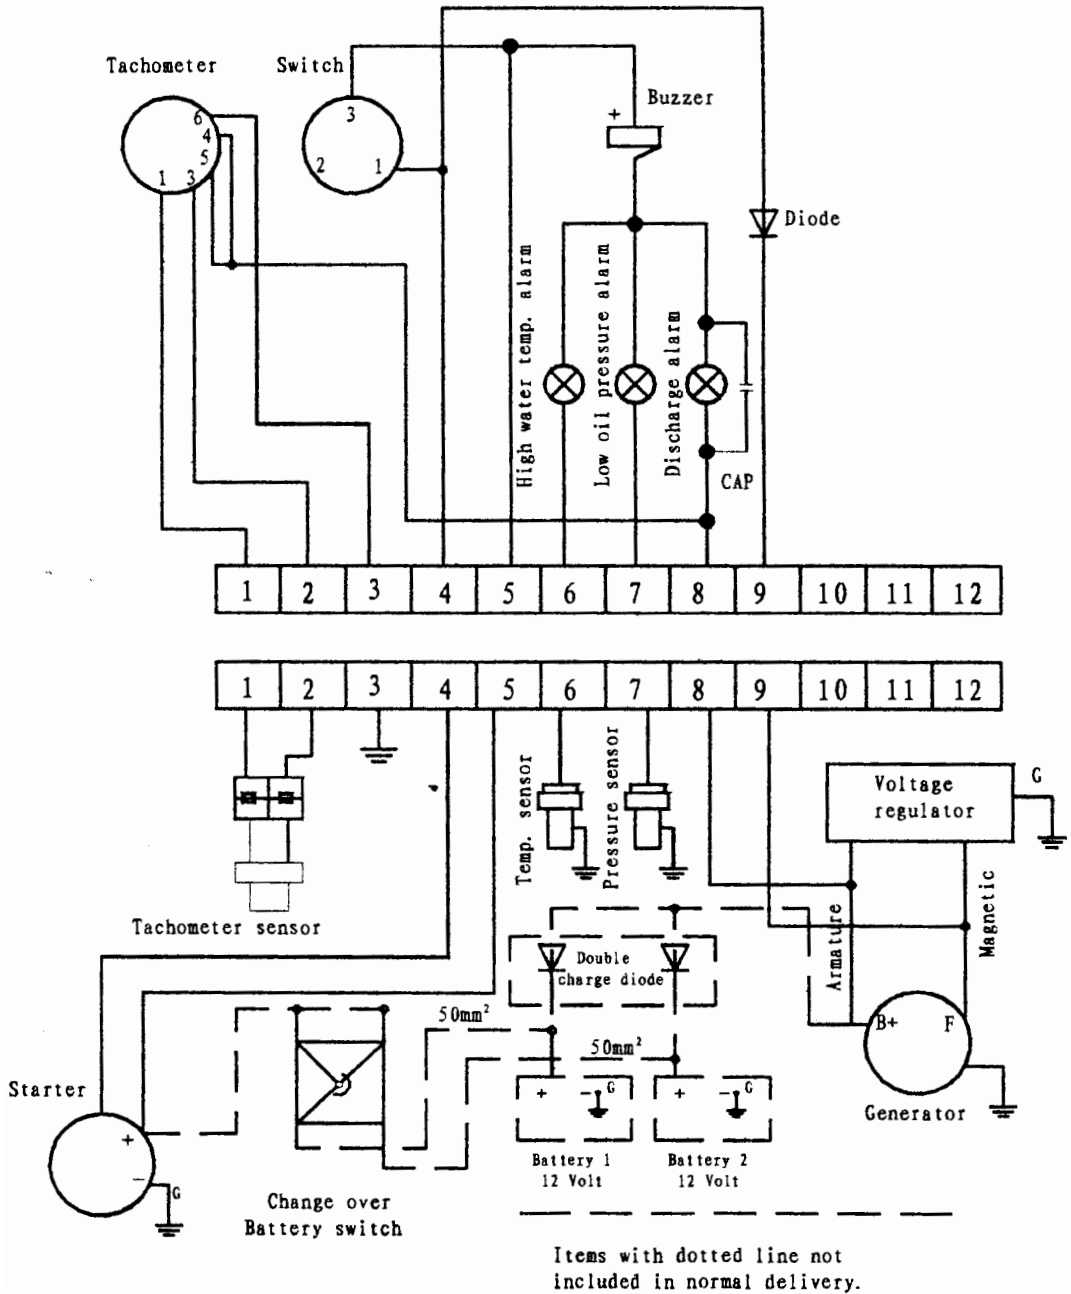 Tachometer
Switch
6
4
5
3
1
3
2
1
+
Buzzer
Diode
High water temp. alarm
Low oil pressure alarm
Discharge alarm
CAP
1 2 3 4 5 6 7 8 9 10 11 12
1 2 3 4 5 6 7 8 9 10 11 12
Temp. sensor
Pressure sensor
Voltage
regulator
G
Tachometer sensor
Armature
Magnetic
Double
charge diode
50mm²
50mm²
B+
F
Generator
Starter
+
-
G
+
- G
+
- G
Battery 1
12 Volt
Battery 2
12 Volt
Change over
Battery switch
Items with dotted line not
included in normal delivery.